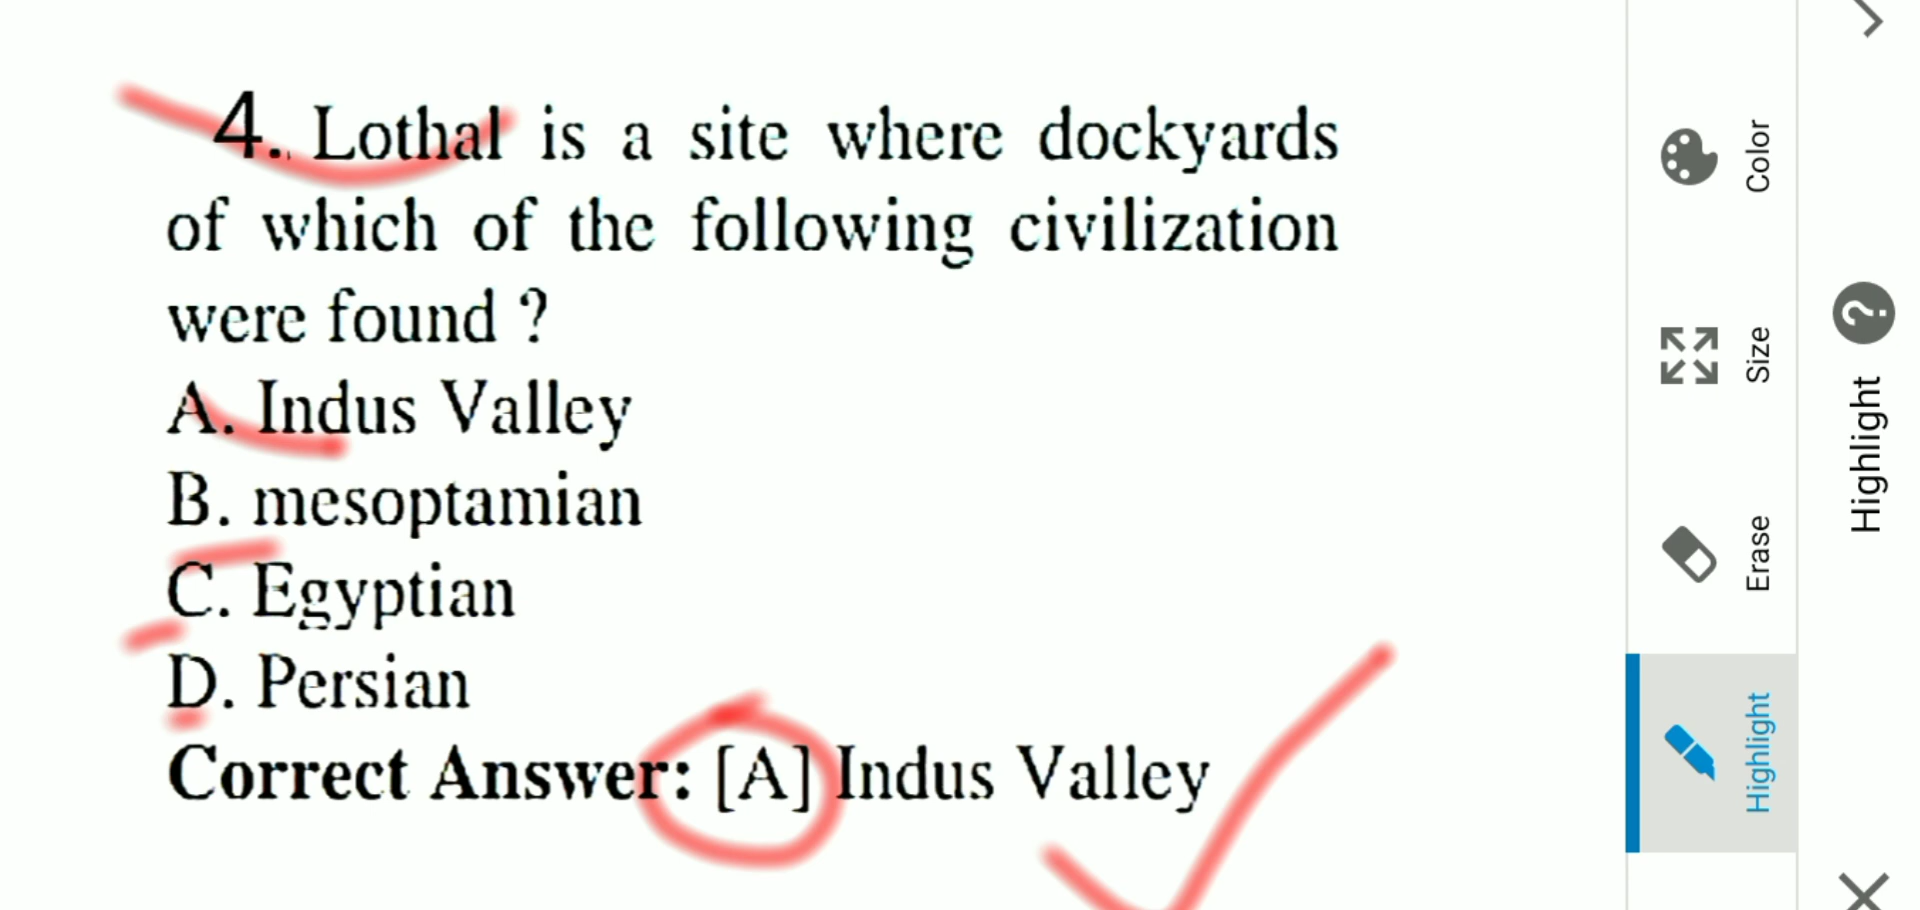 4. Lothal is a site where dockyards
of which of the following civilization
were found ?
A. Indus Valley
B. mesoptamian
C. Egyptian
D. Persian
Correct Answer: [A] Indus Valley
Color
Size
Erase
Highlight
Highlight